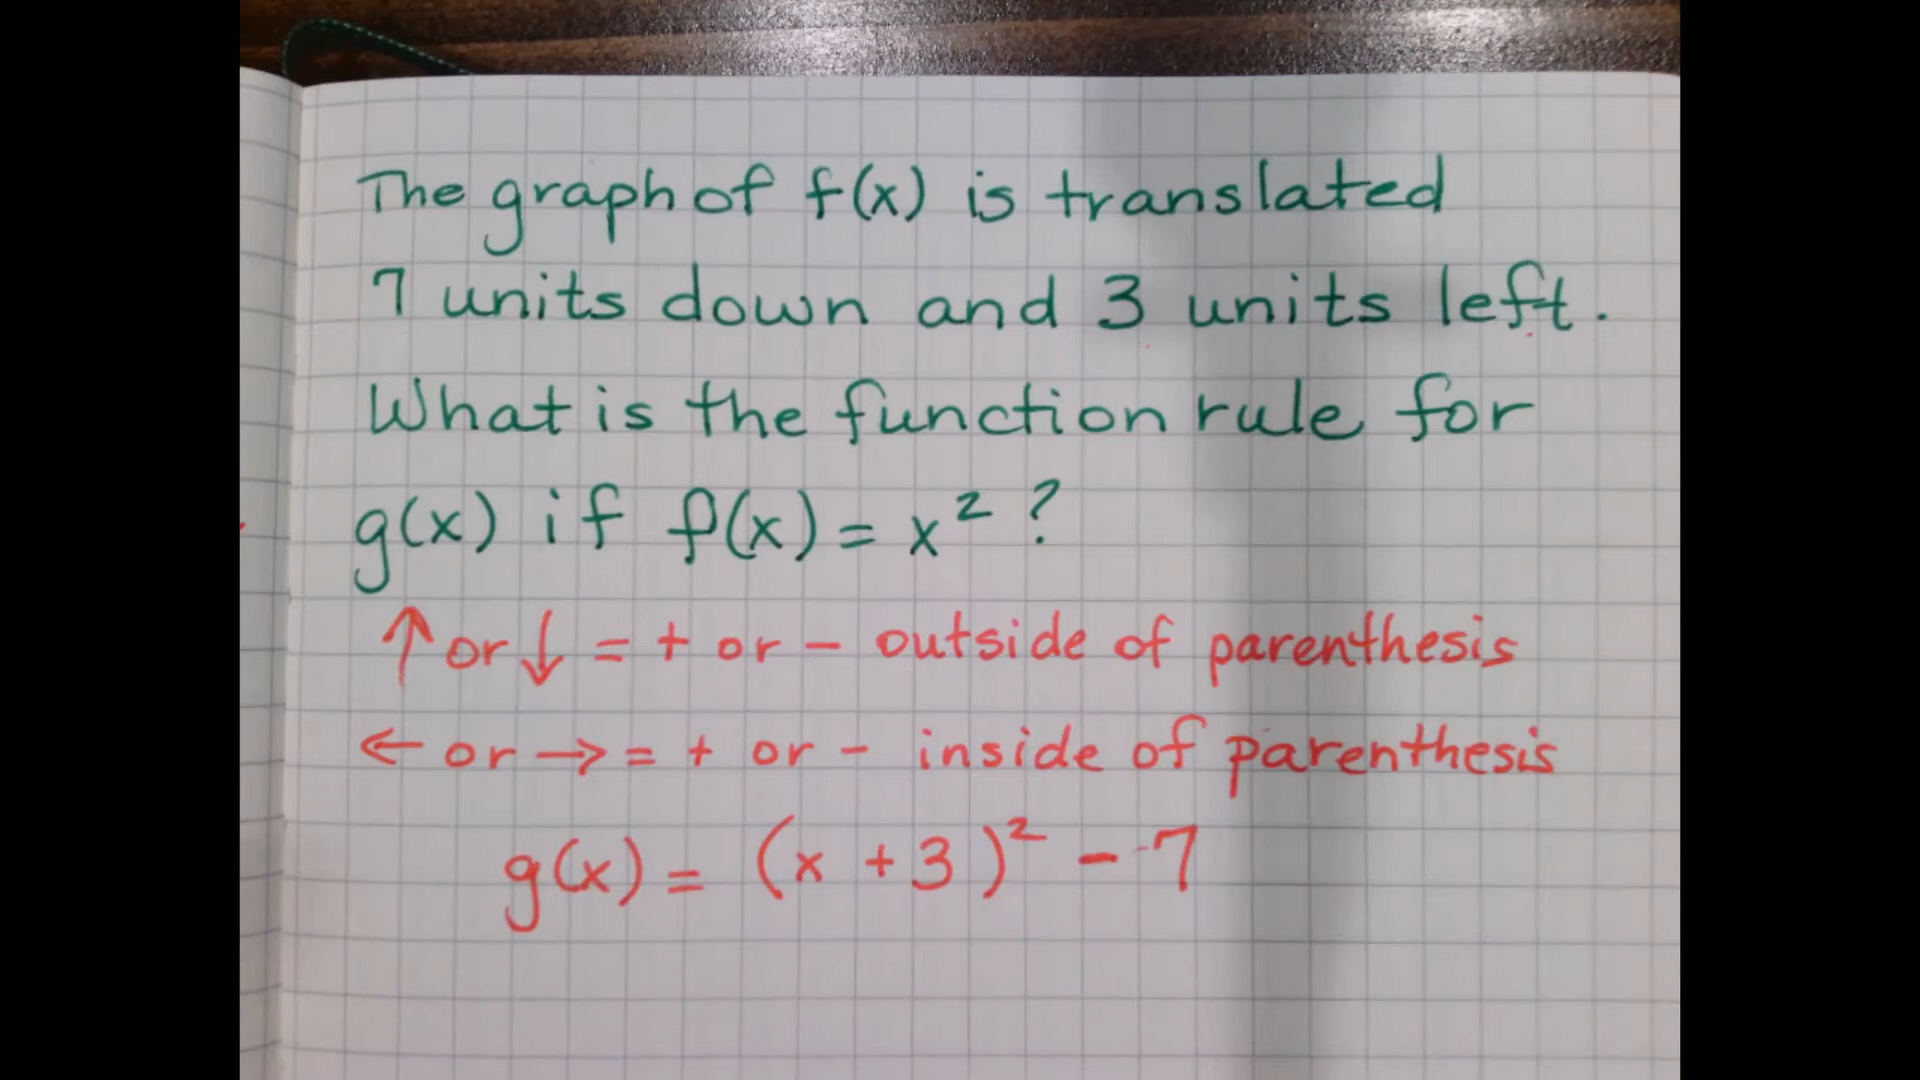 The graph of f(x) is translated
7 units down and 3 units left.
What is the function rule for
g(x) if f(x) = x² ?
↑ or ↓ = + or - outside of parenthesis
← or → = + or - inside of parenthesis
g(x) = (x + 3)² - 7